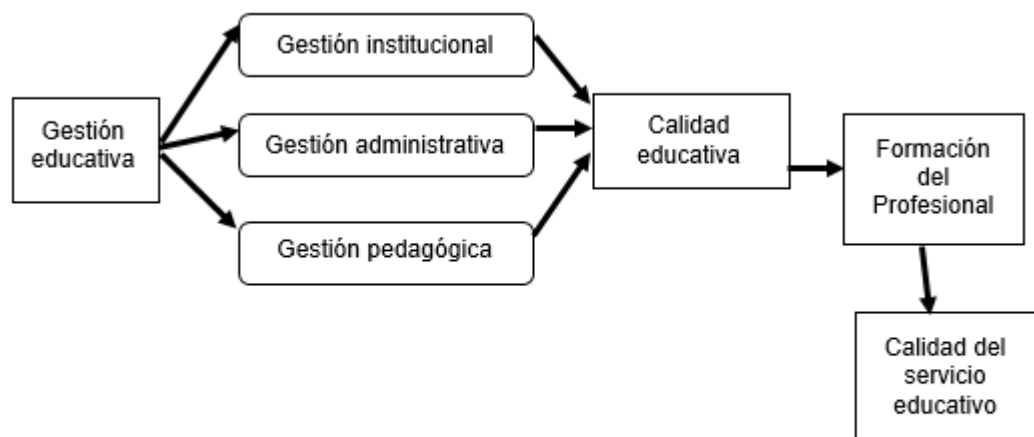 Gestión institucional
Gestión
educativa
Gestión administrativa
Gestión pedagógica
Calidad
educativa
Formación
del
Profesional
Calidad del
servicio
educativo